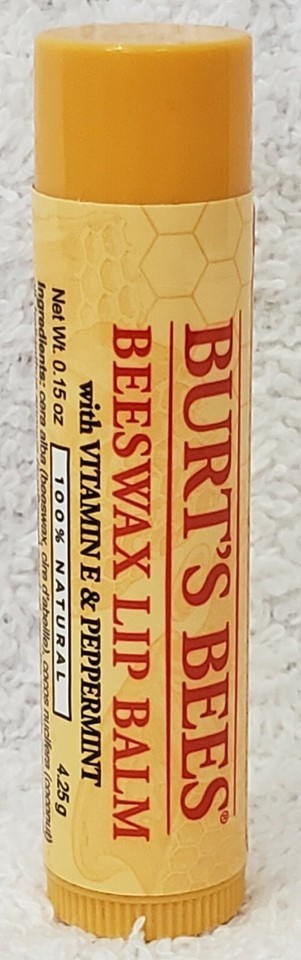 BURT'S BEES®
BEESWAX LIP BALM
with VITAMIN E & PEPPERMINT
Net Wt. 0.15 oz 100% NATURAL 4.25 g
Ingredients: cera alba (beeswax, cire d'abeille), cocos nucifera (coconut)